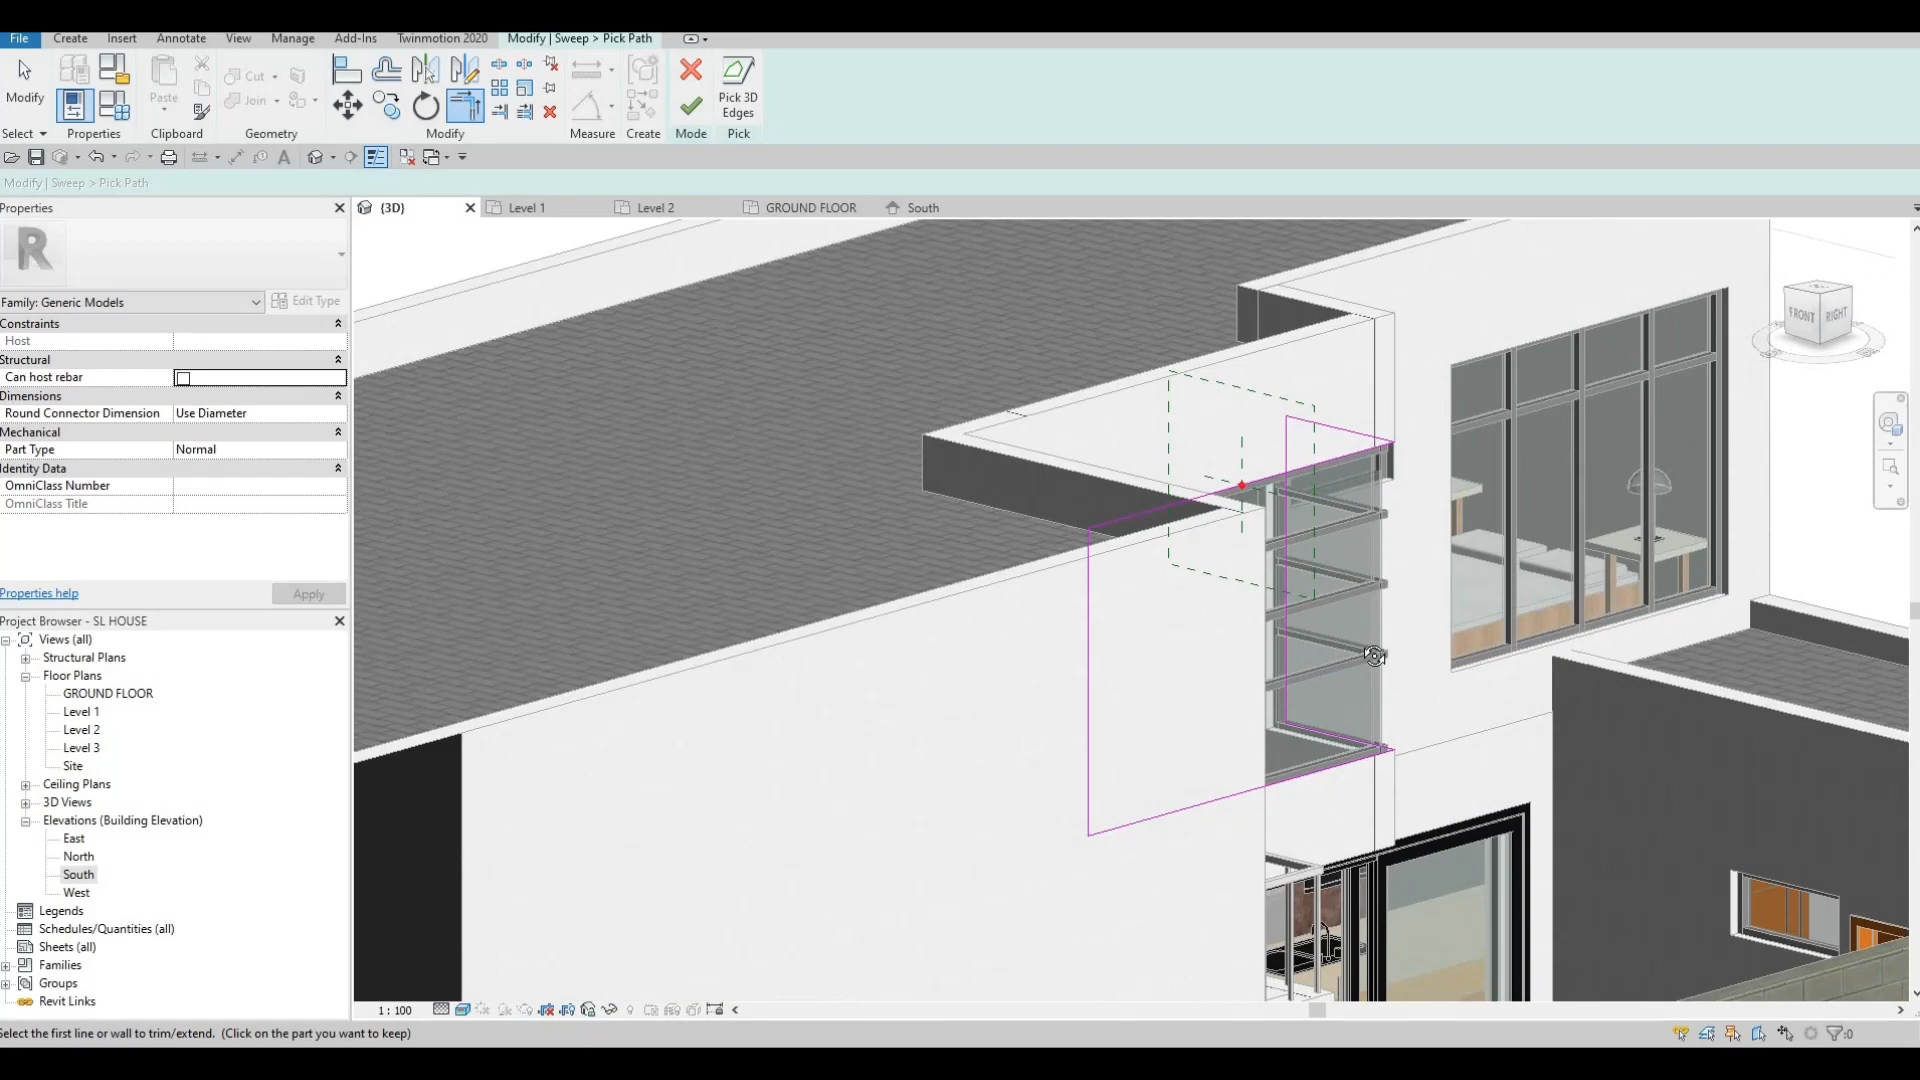 File Create Insert Annotate View Manage Add-Ins Twinmotion 2020 Modify | Sweep > Pick Path
Modify
Paste
Cut
Join
Pick 3D
Edges
Select Properties Clipboard Geometry Modify Measure Create Mode Pick
Modify | Sweep > Pick Path
Properties
{3D} Level 1 Level 2 GROUND FLOOR South
R
Family: Generic Models Edit Type
Constraints
Host
Structural
Can host rebar
Dimensions
Round Connector Dimension Use Diameter
Mechanical
Part Type Normal
Identity Data
OmniClass Number
OmniClass Title
Properties help Apply
Project Browser - SL HOUSE
Views (all)
Structural Plans
Floor Plans
GROUND FLOOR
Level 1
Level 2
Level 3
Site
Ceiling Plans
3D Views
Elevations (Building Elevation)
East
North
South
West
Legends
Schedules/Quantities (all)
Sheets (all)
Families
Groups
Revit Links
FRONT RIGHT
1 : 100
Select the first line or wall to trim/extend. (Click on the part you want to keep)
:0